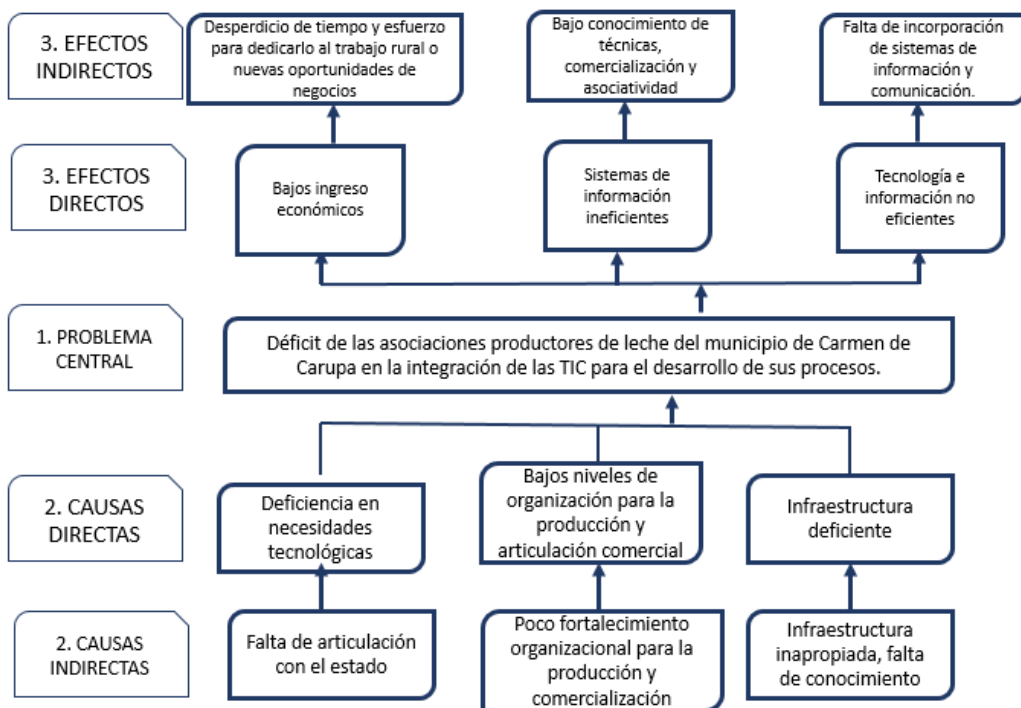 3. EFECTOS
INDIRECTOS
Desperdicio de tiempo y esfuerzo
para dedicarlo al trabajo rural o
nuevas oportunidades de
negocios
Bajo conocimiento de
técnicas,
comercialización y
asociatividad
Falta de incorporación
de sistemas de
información y
comunicación.
3. EFECTOS
DIRECTOS
Bajos ingreso
económicos
Sistemas de
información
ineficientes
Tecnología e
información no
eficientes
1. PROBLEMA
CENTRAL
Déficit de las asociaciones productores de leche del municipio de Carmen de
Carupa en la integración de las TIC para el desarrollo de sus procesos.
2. CAUSAS
DIRECTAS
Deficiencia en
necesidades
tecnológicas
Bajos niveles de
organización para la
producción y
articulación comercial
Infraestructura
deficiente
2. CAUSAS
INDIRECTAS
Falta de articulación
con el estado
Poco fortalecimiento
organizacional para la
producción y
comercialización
Infraestructura
inapropiada, falta
de conocimiento